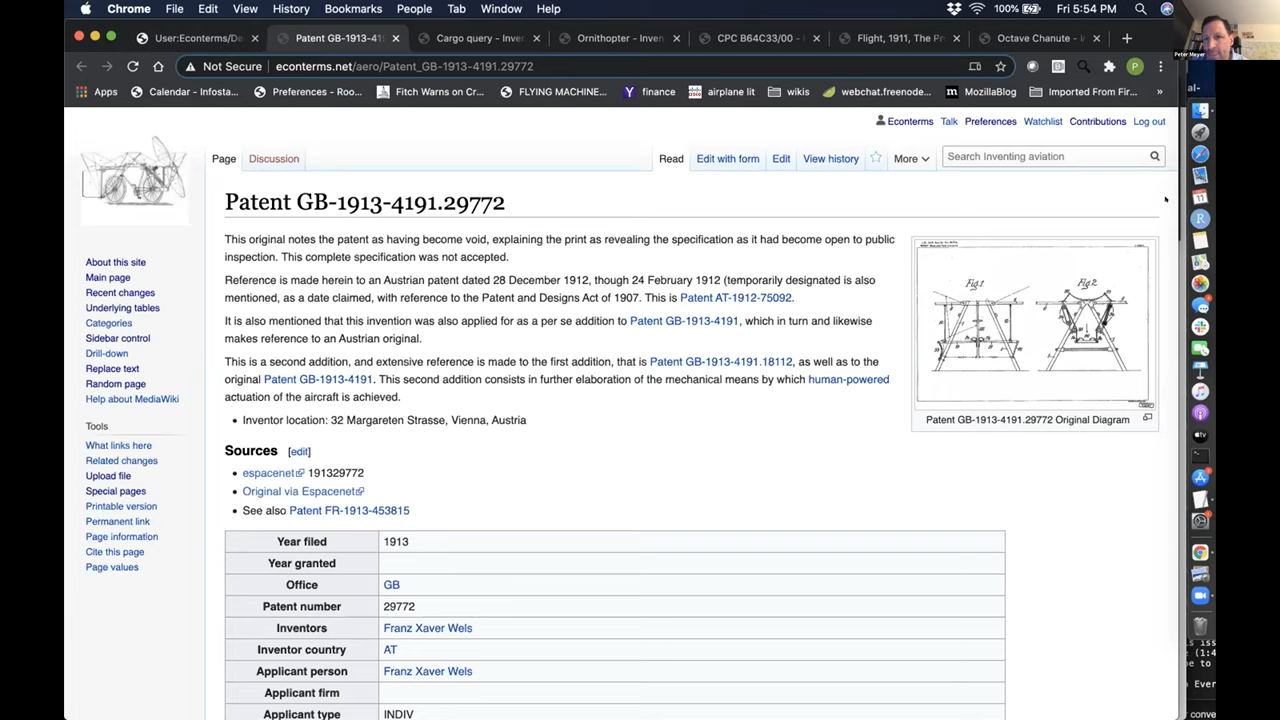 Chrome File Edit View History Bookmarks People Tab Window Help 100% Fri 5:54 PM
User:Econterms/De Patent GB-1913-419 Cargo query - Inve Ornithopter - Inven CPC B64C33/00 - Flight, 1911, The Pr Octave Chanute - I
Not Secure econterms.net/aero/Patent_GB-1913-4 P
Peter Meyer
Apps Calendar - Infosta... Preferences - Roo... Fitch Warns on Cr... FLYING MACHINE... finance airplane lit wikis webchat.freenode... MozillaBlog Imported From Fir... »
Econterms Talk Preferences Watchlist Contributions Log out
Page Discussion Read Edit with form Edit View history More Search Inventing aviation
Patent GB-1913-4191.29772
This original notes the patent as having become void, explaining the print as revealing the specification as it had become open to public
inspection. This complete specification was not accepted.
Reference is made herein to an Austrian patent dated 25 December 1912, though 24 February 1912 (temporarily designated is also
mentioned, as a date claimed, with reference to the Patent and Designs Act of 1907. This is Patent AT-1912-75092.
It is also mentioned that this invention was also applied for as a per se addition to Patent GB-1913-4191, which in turn and likewise
makes reference to an Austrian original.
This is a second addition, and extensive reference is made to the first addition, that is Patent GB-1913-4191.18112, as well as to the
original Patent GB-1913-4191. This second addition consists in further elaboration of the mechanical means by which human-powered
actuation of the aircraft is achieved.
• Inventor location: 32 Margareten Strasse, Vienna, Austria
Fig.1 Fig.2
Patent GB-1913-4191.29772 Original Diagram
Sources [edit]
• espacenet 191329772
• Original via Espacenet
• See also Patent FR-1913-453815
Year filed 1913
Year granted
Office GB
Patent number 29772
Inventors Franz Xaver Wels
Inventor country AT
Applicant person Franz Xaver Wels
Applicant firm
Applicant type INDIV
About this site
Main page
Recent changes
Underlying tables
Categories
Sidebar control
Drill-down
Replace text
Random page
Help about MediaWiki
Tools
What links here
Related changes
Upload file
Special pages
Printable version
Permanent link
Page information
Cite this page
Page values
17
R
tv
s iss
(1:4
e to
Ever
conve